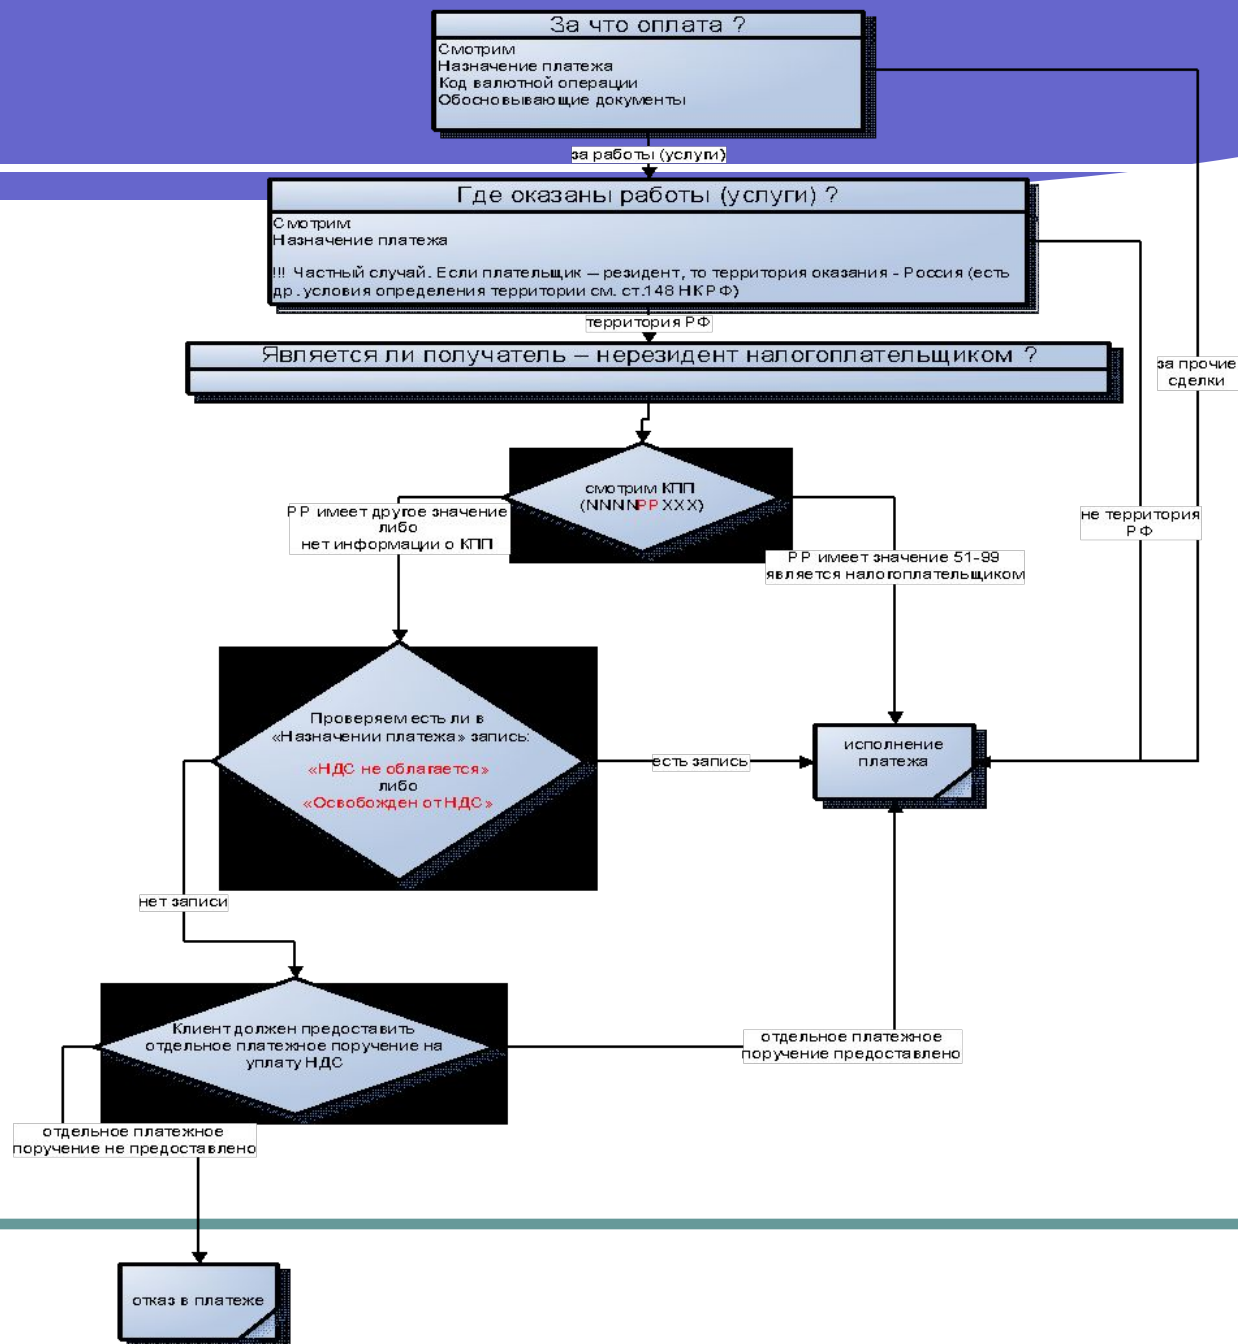 За что оплата ?
Смотрим
Назначение платежа
Код валютной операции
Обосновывающие документы
за работы (услуги)
Где оказаны работы (услуги) ?
Смотрим:
Назначение платежа
!!! Частный случай. Если плательщик – резидент, то территория оказания - Россия (есть
др. условия определения территории см. ст.148 НК РФ)
территория РФ
Является ли получатель – нерезидент налогоплательщиком ?
за прочие
сделки
смотрим КПП
(NNNNPPXXX)
PP имеет другое значение
либо
нет информации о КПП
не территория
РФ
PP имеет значение 51-99
является налогоплательщиком
Проверяем есть ли в
«Назначении платежа» запись:
«НДС не облагается»
либо
«Освобожден от НДС»
есть запись
исполнение
платежа
нет записи
Клиент должен предоставить
отдельное платежное поручение на
уплату НДС
отдельное платежное
поручение предоставлено
отдельное платежное
поручение не предоставлено
отказ в платеже